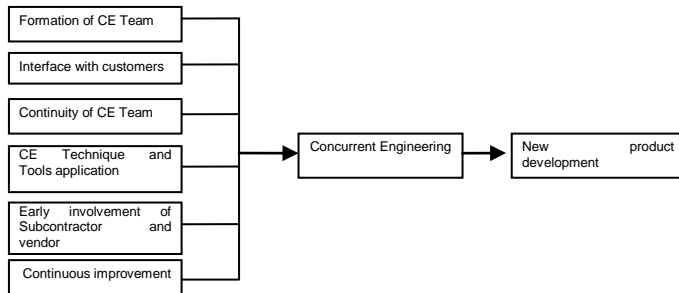 Formation of CE Team
Interface with customers
Continuity of CE Team
CE Technique and
Tools application
Early involvement of
Subcontractor and
vendor
Continuous improvement
Concurrent Engineering
New product
development